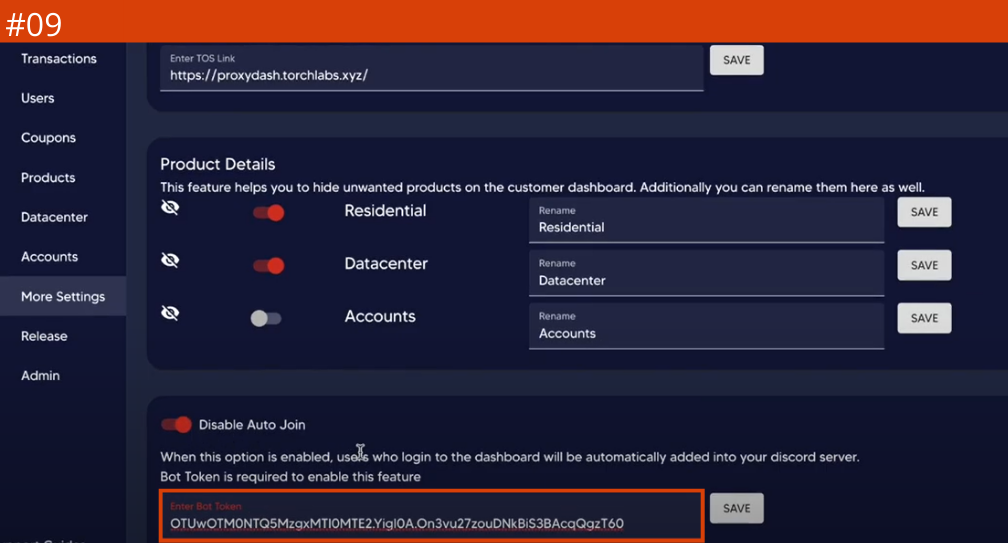 #09
Transactions
Users
Coupons
Products
Datacenter
Accounts
More Settings
Release
Admin
Enter TOS Link
https://proxydash.torchlabs.xyz/
SAVE
Product Details
This feature helps you to hide unwanted products on the customer dashboard. Additionally you can rename them here as well.
Residential
Rename
Residential
SAVE
Datacenter
Rename
Datacenter
SAVE
Accounts
Rename
Accounts
SAVE
Disable Auto Join
When this option is enabled, users who login to the dashboard will be automatically added into your discord server.
Bot Token is required to enable this feature
Enter Bot Token
SAVE